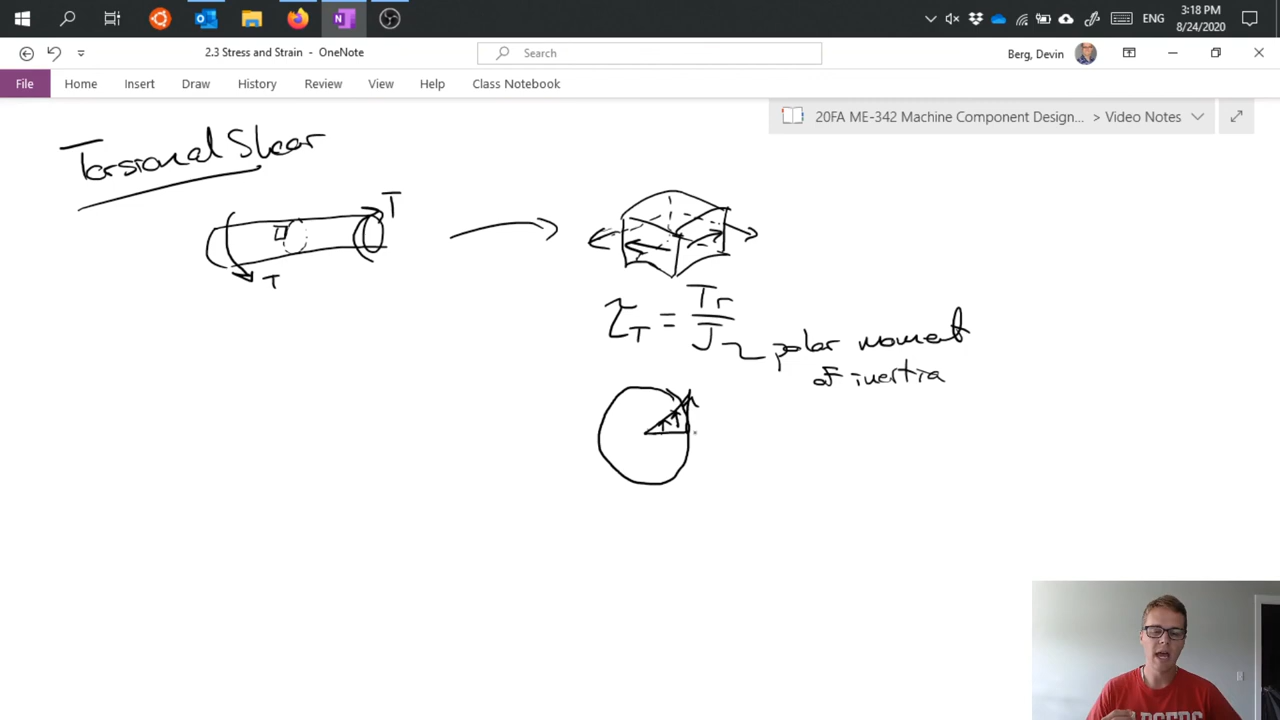 3:18 PM
ENG
8/24/2020
2.3 Stress and Strain - OneNote
Search
Berg, Devin
File Home Insert Draw History Review View Help Class Notebook
20FA ME-342 Machine Component Design... > Video Notes
Torsional Shear
T
T
τT = Tr/J
polar moment
of inertia